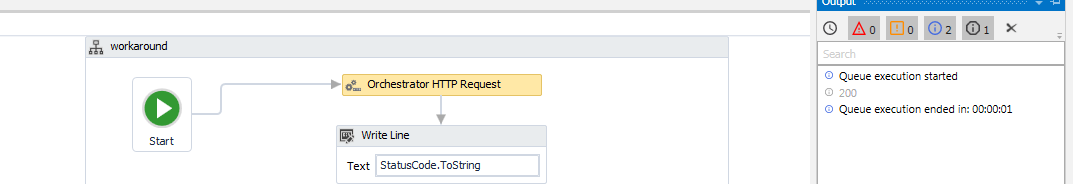 workaround
Start
Orchestrator HTTP Request
Write Line
Text StatusCode.ToString
Output
0 0 2 1
Search
Queue execution started
200
Queue execution ended in: 00:00:01